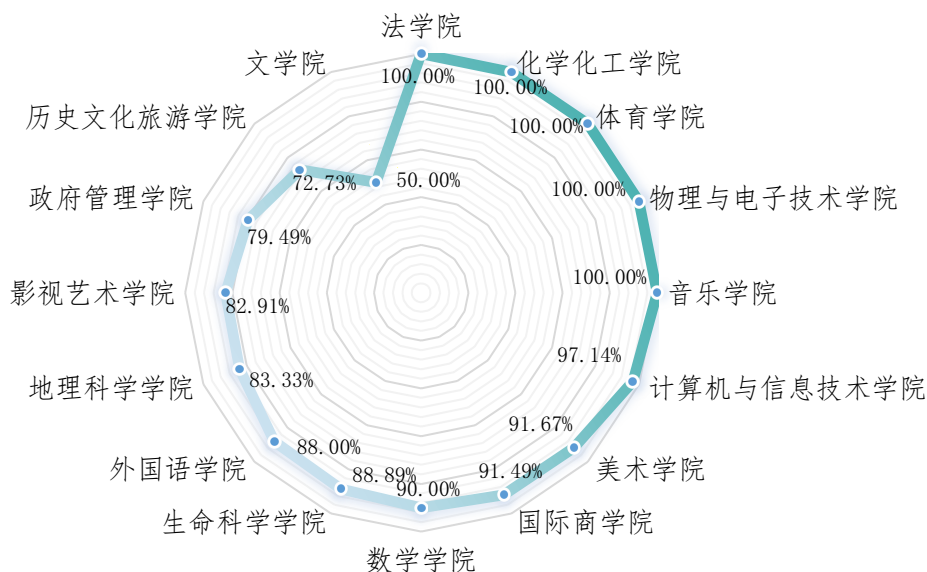 法学院
文学院
化学化工学院
100.00%
100.00%
历史文化旅游学院
体育学院
100.00%
72.73%
50.00%
100.00%
政府管理学院
物理与电子技术学院
79.49%
100.00%
影视艺术学院
音乐学院
82.91%
97.14%
地理科学学院
83.33%
计算机与信息技术学院
91.67%
88.00%
外国语学院
88.89%
91.49%
美术学院
90.00%
生命科学学院
国际商学院
数学学院